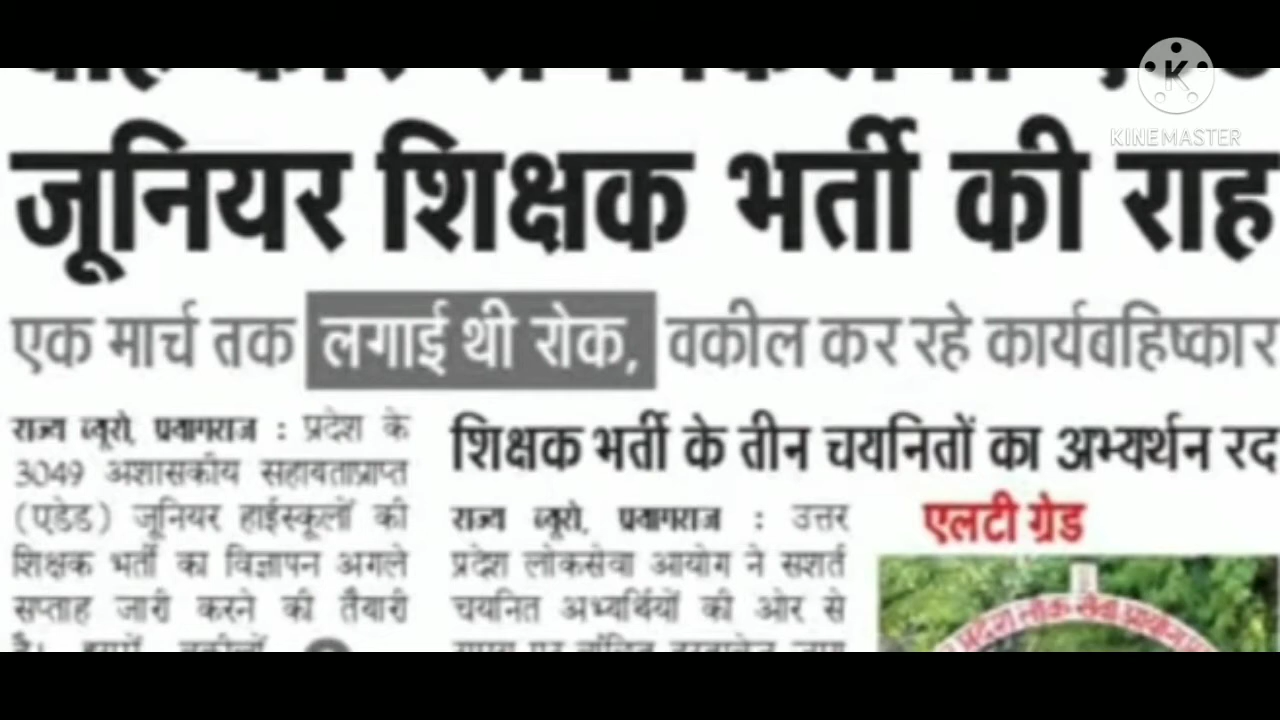 KINEMASTER
जूनियर शिक्षक भर्ती की राह
एक मार्च तक लगाई थी रोक, वकील कर रहे कार्यबहिष्कार
राज्य ब्यूरो, प्रयागराज : प्रदेश के
3049 अशासकीय सहायताप्राप्त
(एडेड) जूनियर हाईस्कूलों की
शिक्षक भर्ती का विज्ञापन अगले
सप्ताह जारी करने की तैयारी
शिक्षक भर्ती के तीन चयनितों का अभ्यर्थन रद
राज्य ब्यूरो, प्रयागराज : उत्तर
प्रदेश लोकसेवा आयोग ने सशर्त
चयनित अभ्यर्थियों की ओर से
एलटी ग्रेड
लोक सेवा आयोग